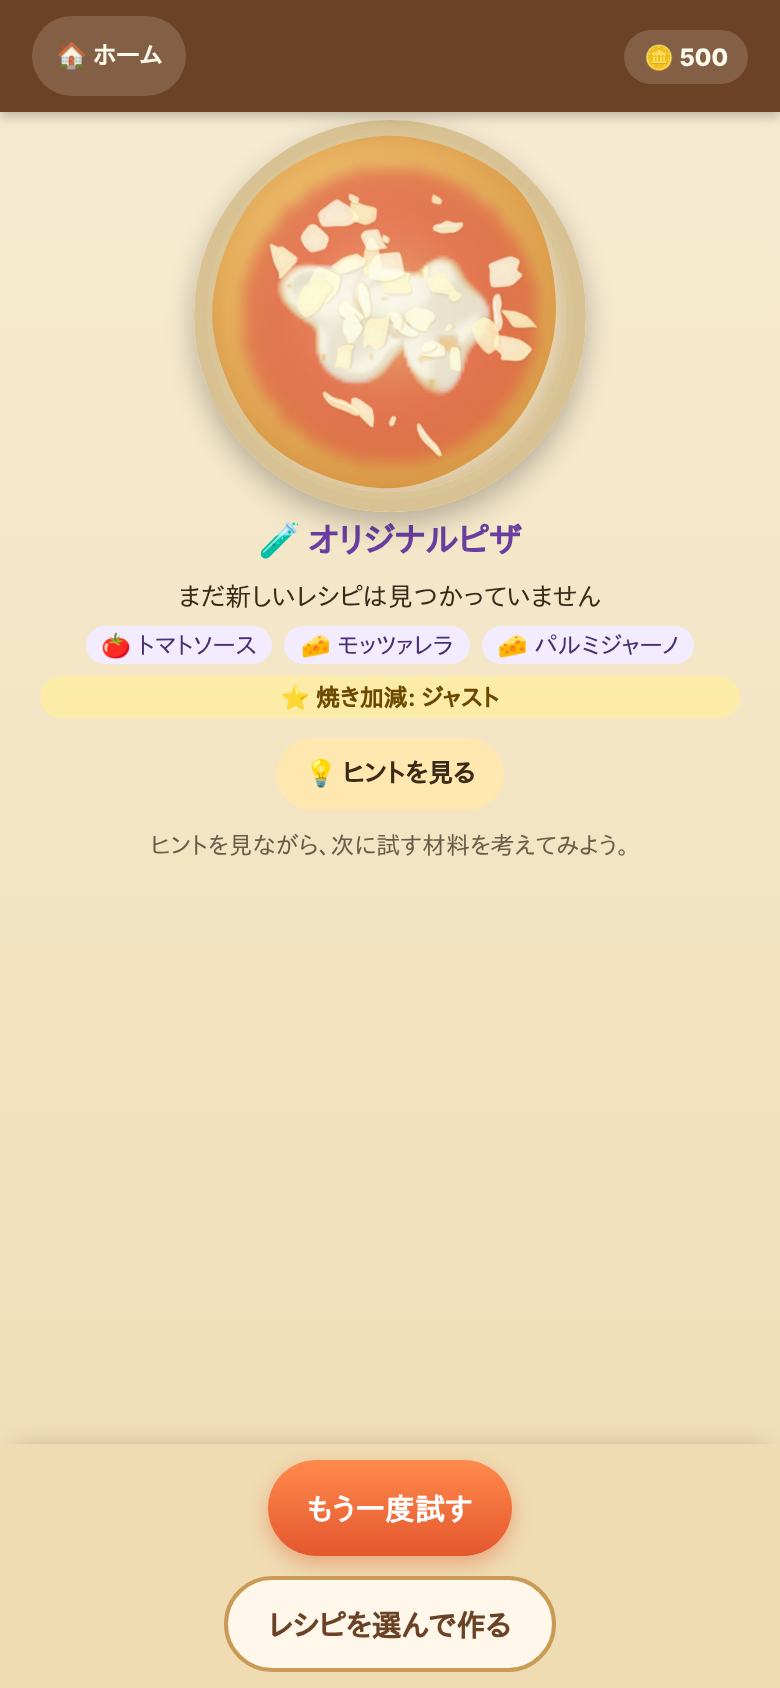 🏠 ホーム
🪙 500
🧪 オリジナルピザ
まだ新しいレシピは見つかっていません
🍅 トマトソース 🧀 モッツァレラ 🧀 パルミジャーノ
⭐ 焼き加減: ジャスト
💡 ヒントを見る
ヒントを見ながら、次に試す材料を考えてみよう。
もう一度試す
レシピを選んで作る